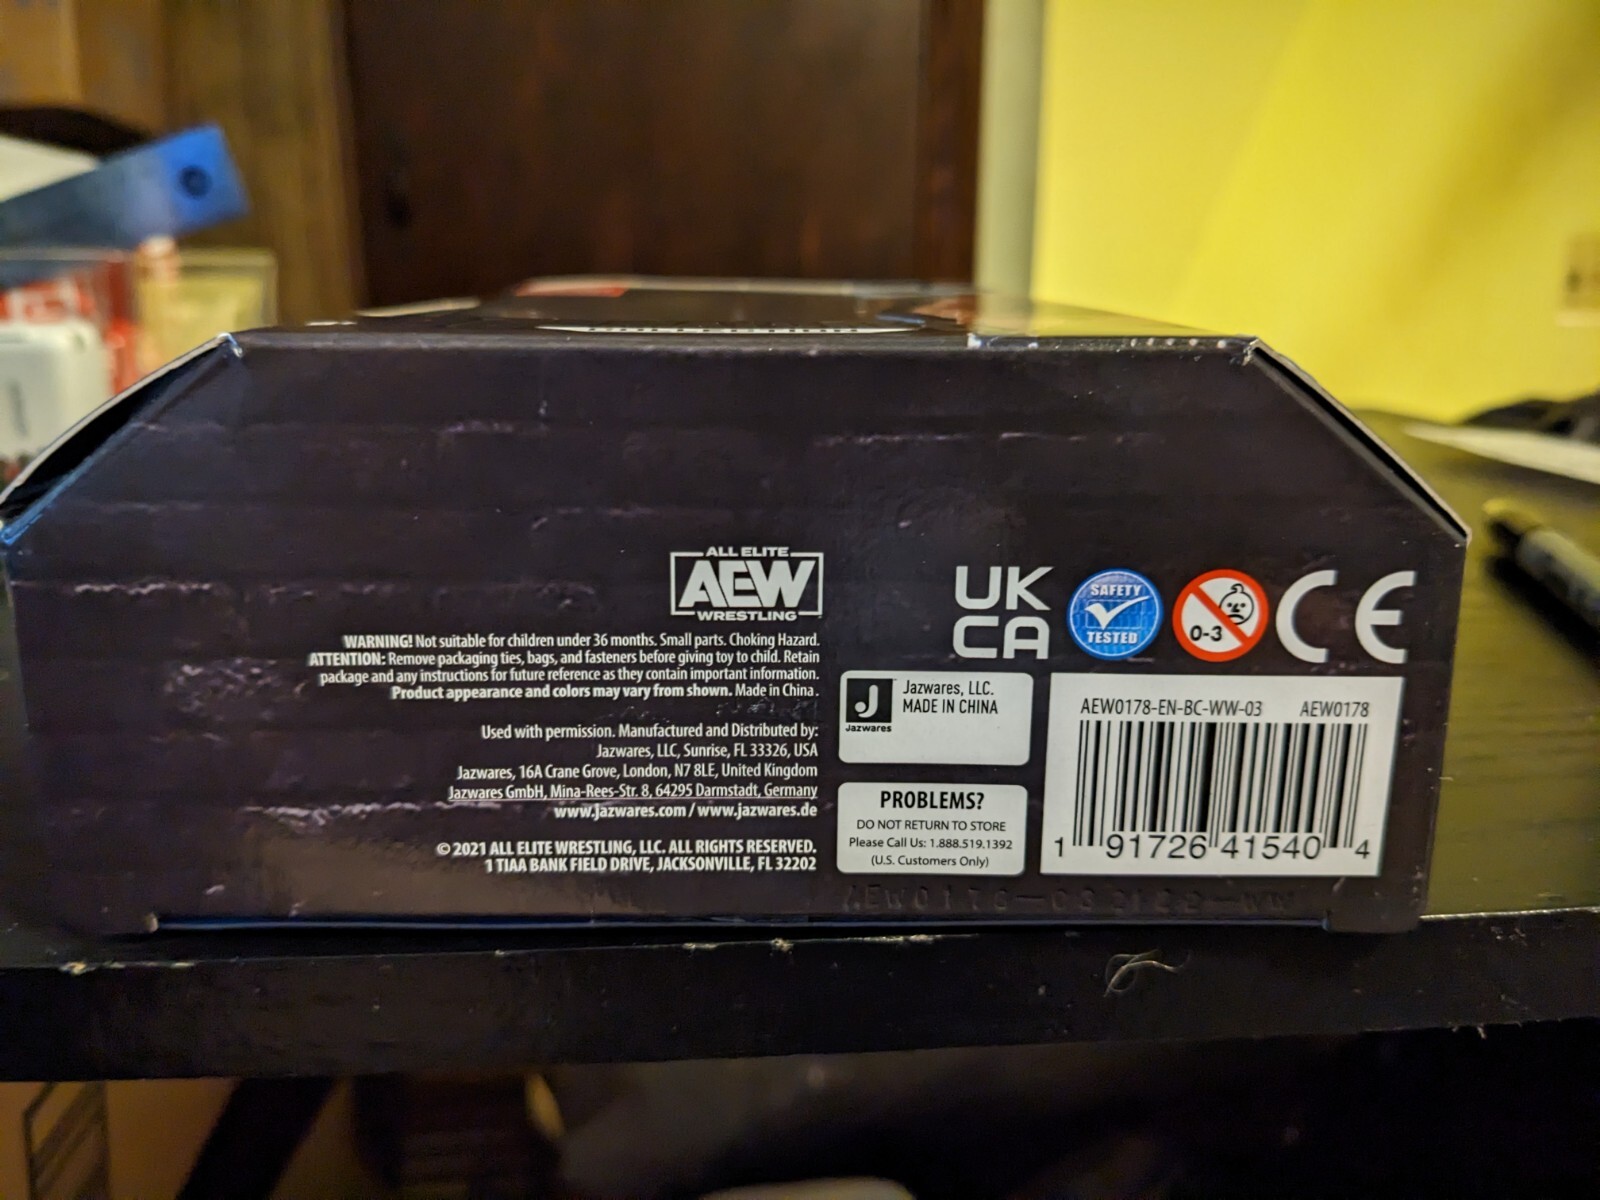 COLLECTION
ALL ELITE
AEW
WRESTLING
WARNING! Not suitable for children under 36 months. Small parts. Choking Hazard.
ATTENTION: Remove packaging ties, bags, and fasteners before giving toy to child. Retain
package and any instructions for future reference as they contain important information.
Product appearance and colors may vary from shown. Made in China.
Used with permission. Manufactured and Distributed by:
Jazwares, LLC, Sunrise, FL 33326, USA
Jazwares, 16A Crane Grove, London, N7 8LE, United Kingdom
Jazwares GmbH, Mina-Rees-Str. 8, 64295 Darmstadt, Germany
www.Jazwares.com / www.jazwares.de
© 2021 ALL ELITE WRESTLING, LLC. ALL RIGHTS RESERVED.
1 TIAA BANK FIELD DRIVE, JACKSONVILLE, FL 32202
UK
CA
SAFETY
TESTED
0-3
CE
J
Jazwares
Jazwares, LLC.
MADE IN CHINA
PROBLEMS?
DO NOT RETURN TO STORE
Please Call Us: 1.888.519.1392
(U.S. Customers Only)
AEW0178-EN-BC-WW-03 AEW0178
1 91726 41540 4